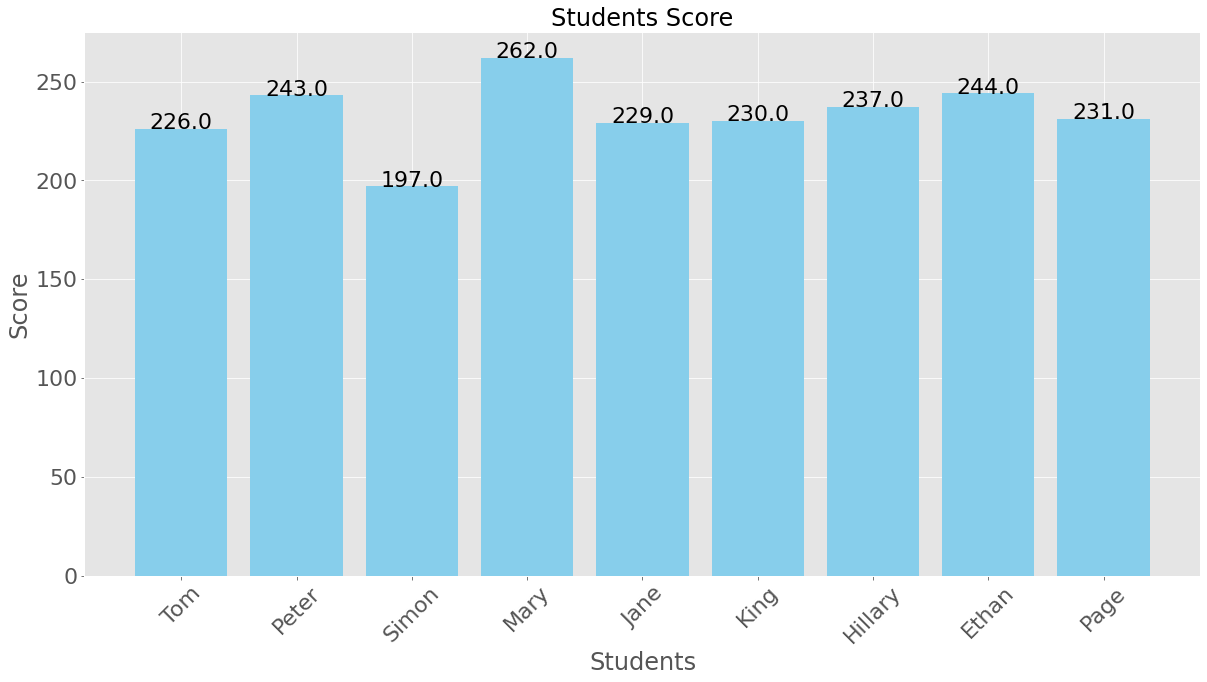 Students Score
Score
250
200
150
100
50
0
226.0
243.0
197.0
262.0
229.0
230.0
237.0
244.0
231.0
Tom
Peter
Simon
Mary
Jane
King
Hillary
Ethan
Page
Students